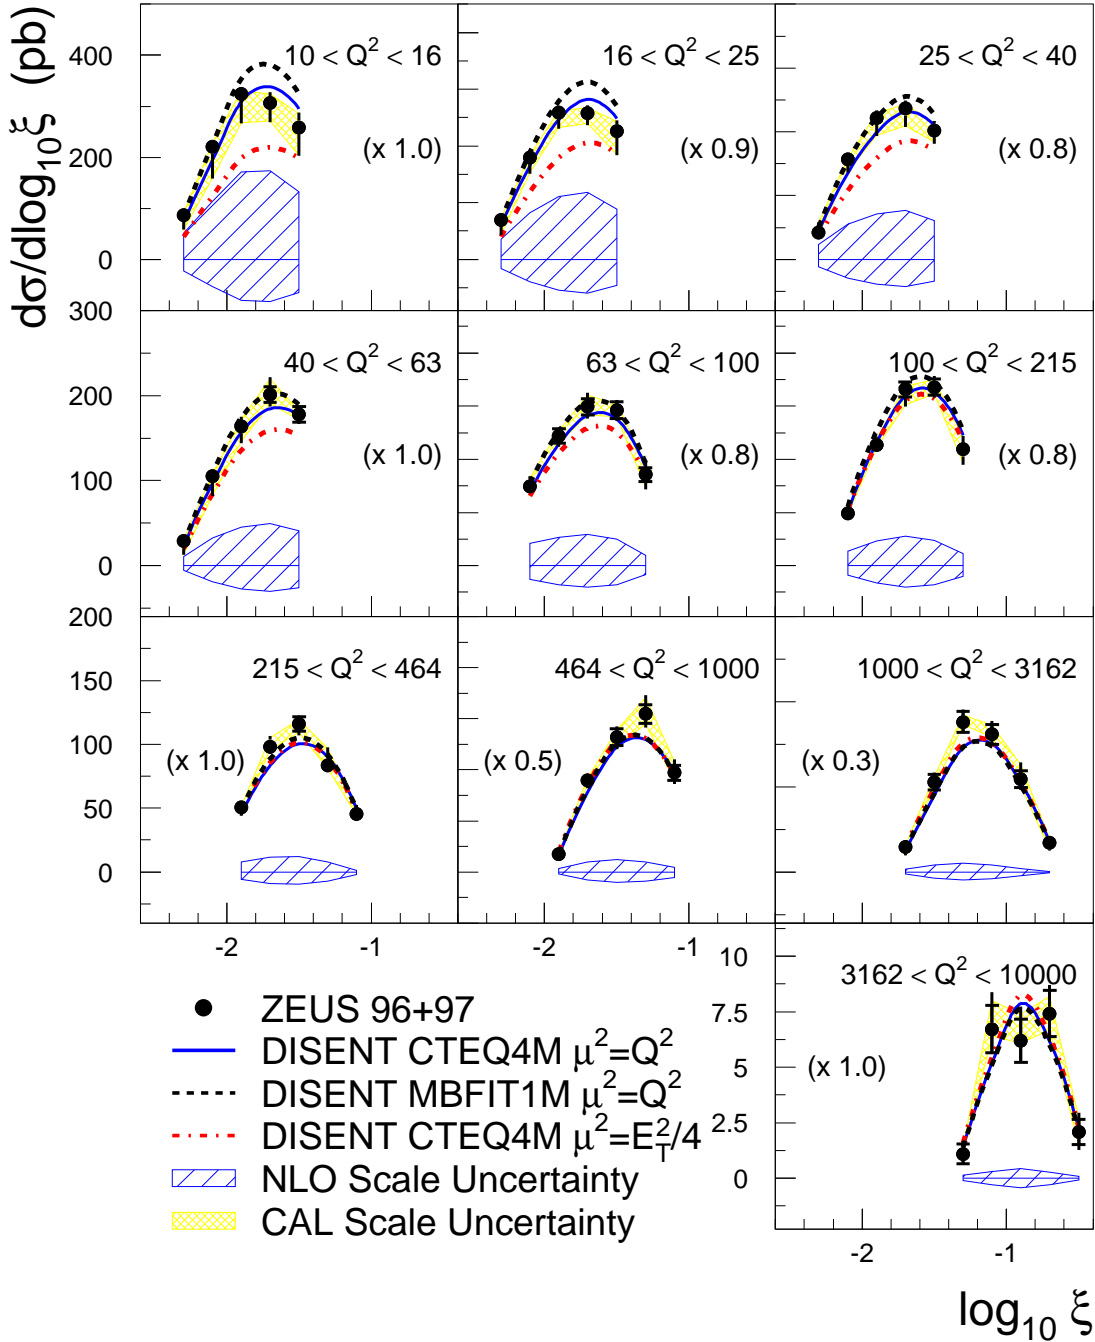 dσ/dlog₁₀ξ (pb)
400
200
0
10 < Q² < 16
(x 1.0)
16 < Q² < 25
(x 0.9)
25 < Q² < 40
(x 0.8)
300
200
100
0
40 < Q² < 63
(x 1.0)
63 < Q² < 100
(x 0.8)
100 < Q² < 215
(x 0.8)
200
150
100
50
0
215 < Q² < 464
(x 1.0)
464 < Q² < 1000
(x 0.5)
1000 < Q² < 3162
(x 0.3)
-2 -1
-2 -1
10
7.5
5
2.5
0
3162 < Q² < 10000
(x 1.0)
-2 -1
ZEUS 96+97
DISENT CTEQ4M μ²=Q²
DISENT MBFIT1M μ²=Q²
DISENT CTEQ4M μ²=E_T²/4
NLO Scale Uncertainty
CAL Scale Uncertainty
log₁₀ ξ